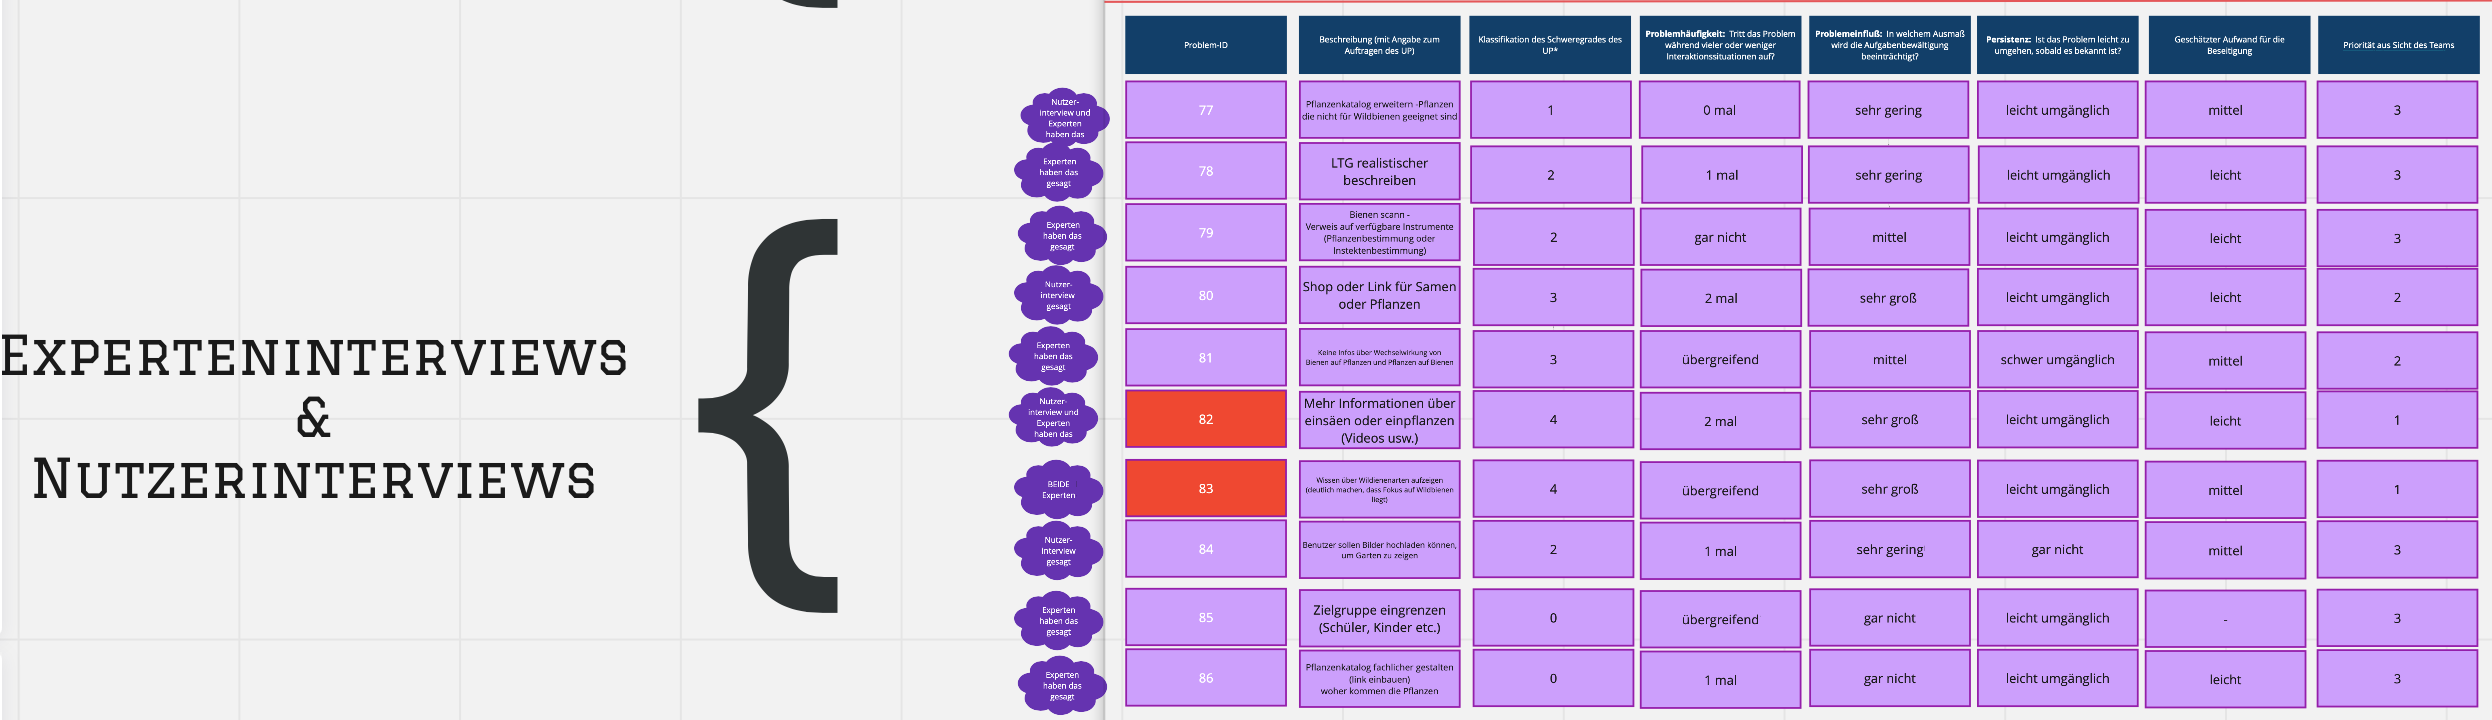 Problem-ID
Beschreibung (mit Angabe zum
Auftragen des UP)
Klassifikation des Schweregrades des
UP*
Problemhäufigkeit: Tritt das Problem
während vieler oder weniger
Interaktionssituationen auf?
Problemeinfluß: In welchem Ausmaß
wird die Aufgabenbewältigung
beeinträchtigt?
Persistenz: Ist das Problem leicht zu
umgehen, sobald es bekannt ist?
Geschätzter Aufwand für die
Beseitigung
Priorität aus Sicht des Teams
Nutzer-
interview und
Experten
haben das
77
Pflanzenkatalog erweitern -Pflanzen
die nicht für Wildbienen geeignet sind
1
0 mal
sehr gering
leicht umgänglich
mittel
3
Experten
haben das
gesagt
78
LTG realistischer
beschreiben
2
1 mal
sehr gering
leicht umgänglich
leicht
3
Experten
haben das
gesagt
79
Bienen scann -
Verweis auf verfügbare Instrumente
(Pflanzenbestimmung oder
Instektenbestimmung)
2
gar nicht
mittel
leicht umgänglich
leicht
3
Nutzer-
interview
gesagt
80
Shop oder Link für Samen
oder Pflanzen
3
2 mal
sehr groß
leicht umgänglich
leicht
2
Experten
haben das
gesagt
81
Keine Infos über Wechselwirkung von
Bienen auf Pflanzen und Pflanzen auf Bienen
3
übergreifend
mittel
schwer umgänglich
mittel
2
Nutzer-
interview und
Experten
haben das
82
Mehr Informationen über
einsäen oder einpflanzen
(Videos usw.)
4
2 mal
sehr groß
leicht umgänglich
leicht
1
BEIDE
Experten
83
Wissen über Wildienenarten aufzeigen
(deutlich machen, dass Fokus auf Wildbienen
liegt)
4
übergreifend
sehr groß
leicht umgänglich
mittel
1
Nutzer-
interview
gesagt
84
Benutzer sollen Bilder hochladen können,
um Garten zu zeigen
2
1 mal
sehr gering
gar nicht
mittel
3
Experten
haben das
gesagt
85
Zielgruppe eingrenzen
(Schüler, Kinder etc.)
0
übergreifend
gar nicht
leicht umgänglich
-
3
Experten
haben das
gesagt
86
Pflanzenkatalog fachlicher gestalten
(link einbauen)
woher kommen die Pflanzen
0
1 mal
gar nicht
leicht umgänglich
leicht
3
Experteninterviews
&
Nutzerinterviews
{